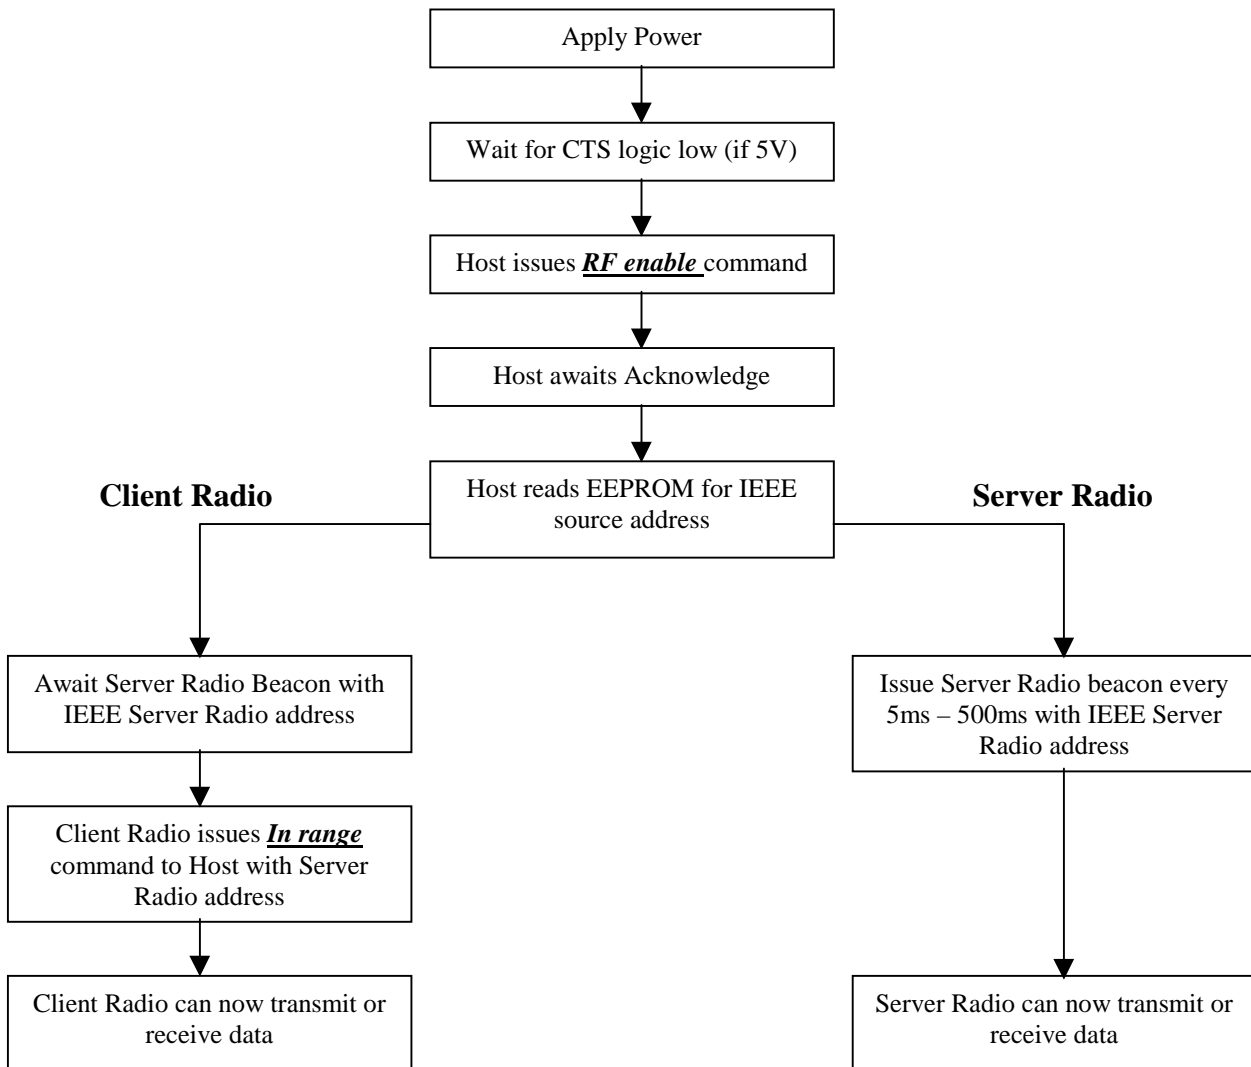 Apply Power
Wait for CTS logic low (if 5V)
Host issues RF enable command
Host awaits Acknowledge
Host reads EEPROM for IEEE
source address
Client Radio
Server Radio
Await Server Radio Beacon with
IEEE Server Radio address
Client Radio issues In range
command to Host with Server
Radio address
Client Radio can now transmit or
receive data
Issue Server Radio beacon every
5ms – 500ms with IEEE Server
Radio address
Server Radio can now transmit or
receive data